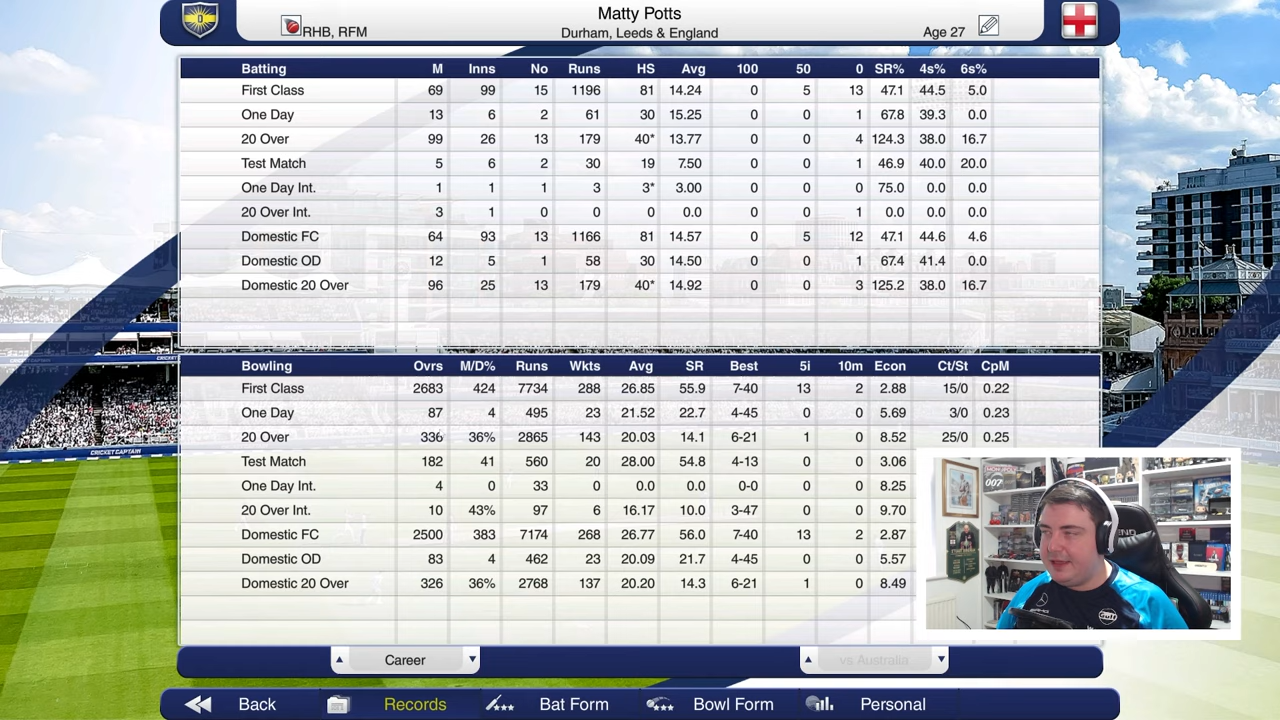 Matty Potts
RHB, RFM Durham, Leeds & England Age 27
Batting M Inns No Runs HS Avg 100 50 0 SR% 4s% 6s%
First Class 69 99 15 1196 81 14.24 0 5 13 47.1 44.5 5.0
One Day 13 6 2 61 30 15.25 0 0 1 67.8 39.3 0.0
20 Over 99 26 13 179 40* 13.77 0 0 4 124.3 38.0 16.7
Test Match 5 6 2 30 19 7.50 0 0 1 46.9 40.0 20.0
One Day Int. 1 1 1 3 3* 3.00 0 0 0 75.0 0.0 0.0
20 Over Int. 3 1 0 0 0 0.0 0 0 1 0.0 0.0 0.0
Domestic FC 64 93 13 1166 81 14.57 0 5 12 47.1 44.6 4.6
Domestic OD 12 5 1 58 30 14.50 0 0 1 67.4 41.4 0.0
Domestic 20 Over 96 25 13 179 40* 14.92 0 0 3 125.2 38.0 16.7
Bowling Ovrs M/D% Runs Wkts Avg SR Best 5i 10m Econ Ct/St CpM
First Class 2683 424 7734 288 26.85 55.9 7-40 13 2 2.88 15/0 0.22
One Day 87 4 495 23 21.52 22.7 4-45 0 0 5.69 3/0 0.23
20 Over 336 36% 2865 143 20.03 14.1 6-21 1 0 8.52 25/0 0.25
Test Match 182 41 560 20 28.00 54.8 4-13 0 0 3.06
One Day Int. 4 0 33 0 0.0 0.0 0-0 0 0 8.25
20 Over Int. 10 43% 97 6 16.17 10.0 3-47 0 0 9.70
Domestic FC 2500 383 7174 268 26.77 56.0 7-40 13 2 2.87
Domestic OD 83 4 462 23 20.09 21.7 4-45 0 0 5.57
Domestic 20 Over 326 36% 2768 137 20.20 14.3 6-21 1 0 8.49
CRICKET CAPTAIN
007
Career vs Australia
Back Records Bat Form Bowl Form Personal